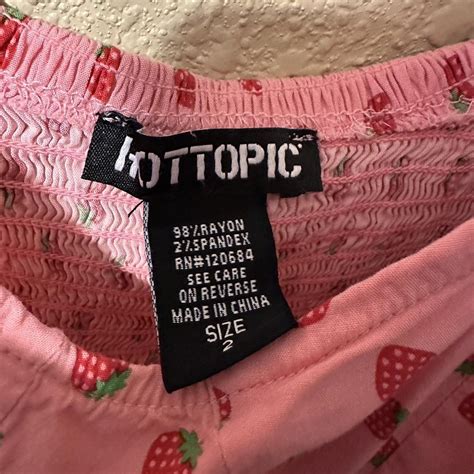 HOTTOPIC
98%RAYON
2%SPANDEX
RN#120684
SEE CARE
ON REVERSE
MADE IN CHINA
SIZE
2